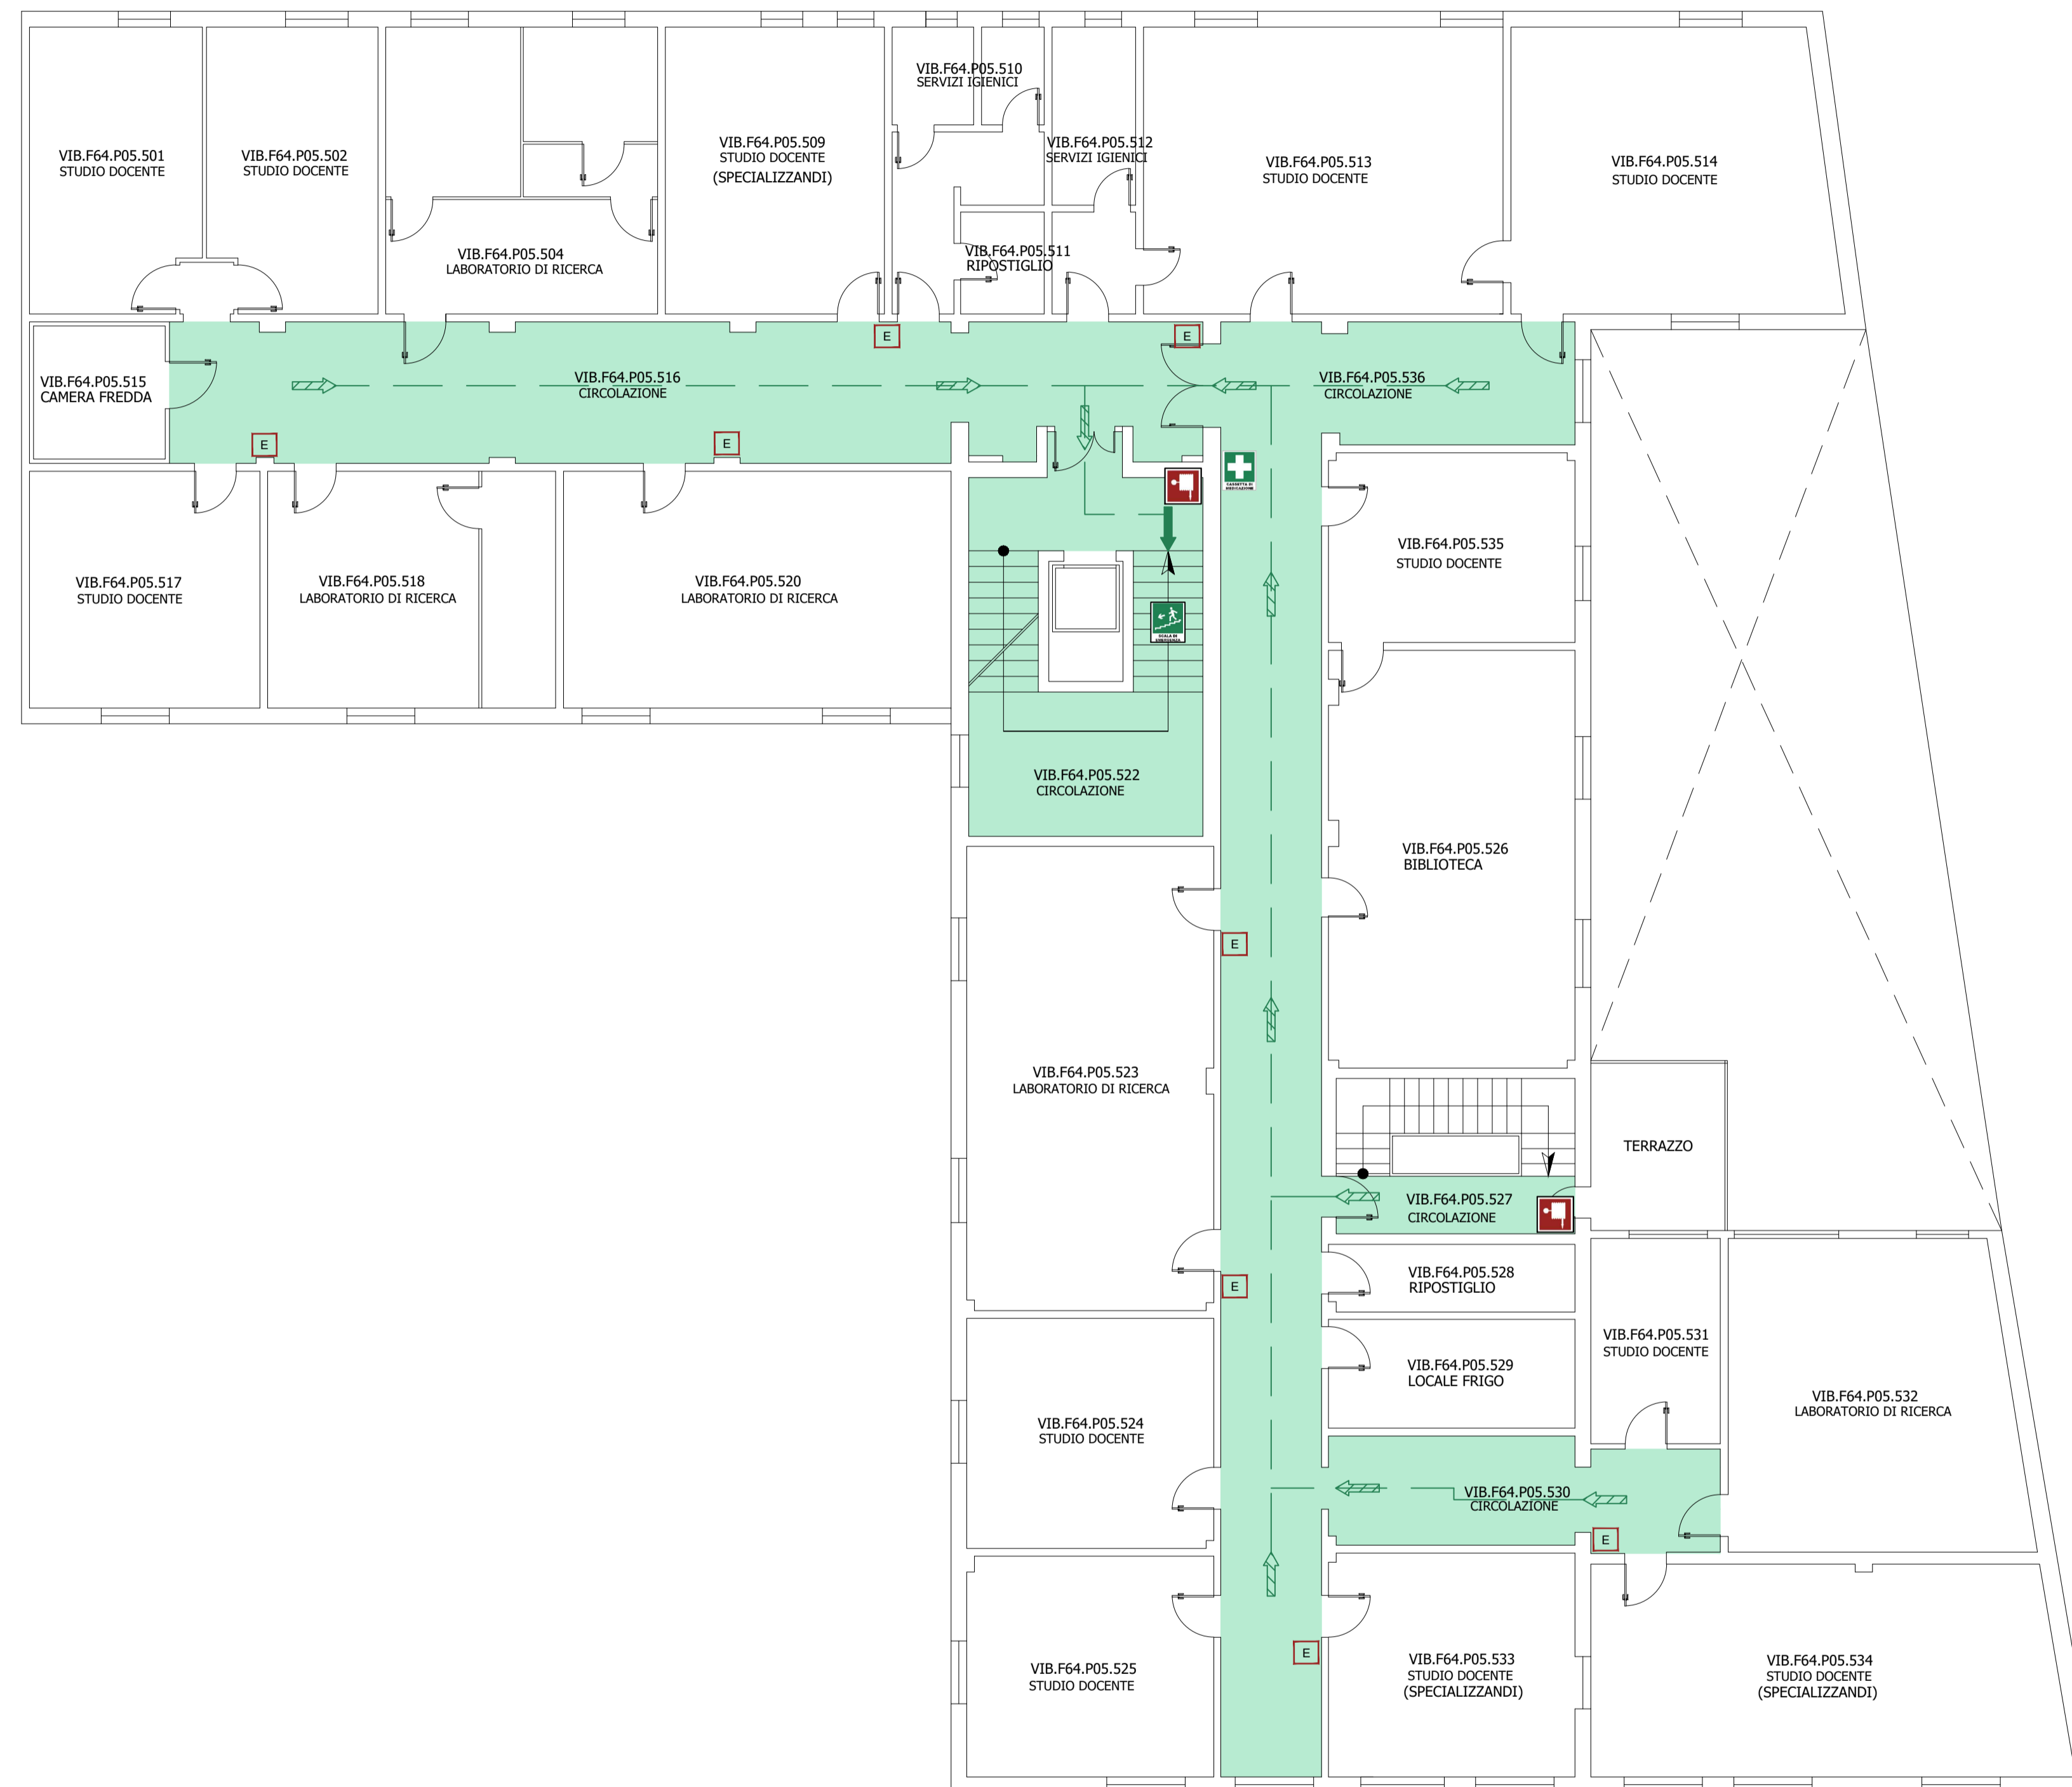 VIB.F64.P05.510
SERVIZI IGIENICI
VIB.F64.P05.501
STUDIO DOCENTE
VIB.F64.P05.502
STUDIO DOCENTE
VIB.F64.P05.509
STUDIO DOCENTE
(SPECIALIZZANDI)
VIB.F64.P05.512
SERVIZI IGIENICI
VIB.F64.P05.513
STUDIO DOCENTE
VIB.F64.P05.514
STUDIO DOCENTE
VIB.F64.P05.504
LABORATORIO DI RICERCA
VIB.F64.P05.511
RIPOSTIGLIO
E
E
VIB.F64.P05.515
CAMERA FREDDA
VIB.F64.P05.516
CIRCOLAZIONE
VIB.F64.P05.536
CIRCOLAZIONE
E
E
CASSETTA DI
MEDICAZIONE
VIB.F64.P05.517
STUDIO DOCENTE
VIB.F64.P05.518
LABORATORIO DI RICERCA
VIB.F64.P05.520
LABORATORIO DI RICERCA
VIB.F64.P05.535
STUDIO DOCENTE
SCALA DI
EMERGENZA
VIB.F64.P05.522
CIRCOLAZIONE
VIB.F64.P05.526
BIBLIOTECA
E
VIB.F64.P05.523
LABORATORIO DI RICERCA
TERRAZZO
VIB.F64.P05.527
CIRCOLAZIONE
E
VIB.F64.P05.528
RIPOSTIGLIO
VIB.F64.P05.531
STUDIO DOCENTE
VIB.F64.P05.529
LOCALE FRIGO
VIB.F64.P05.532
LABORATORIO DI RICERCA
VIB.F64.P05.524
STUDIO DOCENTE
VIB.F64.P05.530
CIRCOLAZIONE
E
E
VIB.F64.P05.525
STUDIO DOCENTE
VIB.F64.P05.533
STUDIO DOCENTE
(SPECIALIZZANDI)
VIB.F64.P05.534
STUDIO DOCENTE
(SPECIALIZZANDI)